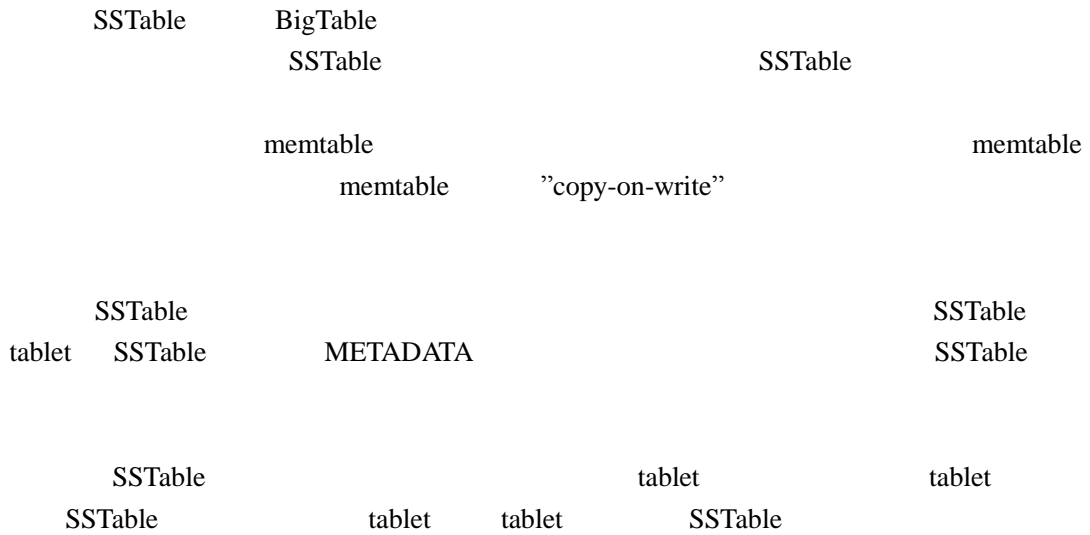 SSTable BigTable
SSTable SSTable
memtable memtable
memtable ”copy-on-write”
SSTable SSTable
tablet SSTable METADATA SSTable
SSTable tablet tablet
SSTable tablet tablet SSTable